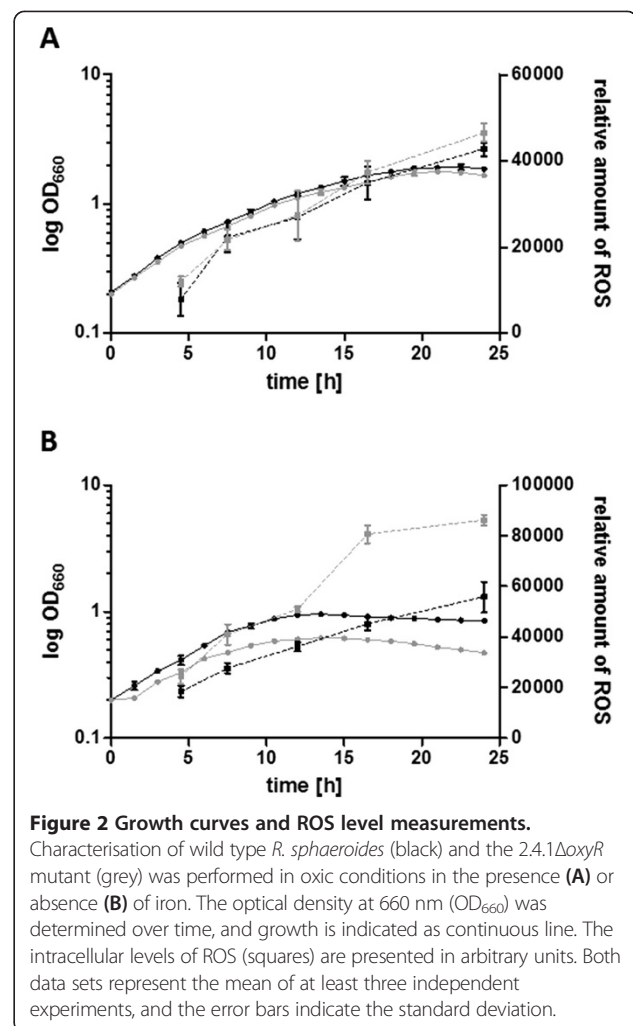 A
10
1
0.1
log OD660
60000
40000
20000
0
relative amount of ROS
0 5 10 15 20 25
time [h]
B
10
1
0.1
log OD660
100000
80000
60000
40000
20000
0
relative amount of ROS
0 5 10 15 20 25
time [h]
Figure 2 Growth curves and ROS level measurements.
Characterisation of wild type R. sphaeroides (black) and the 2.4.1ΔoxyR
mutant (grey) was performed in oxic conditions in the presence (A) or
absence (B) of iron. The optical density at 660 nm (OD660) was
determined over time, and growth is indicated as continuous line. The
intracellular levels of ROS (squares) are presented in arbitrary units. Both
data sets represent the mean of at least three independent
experiments, and the error bars indicate the standard deviation.